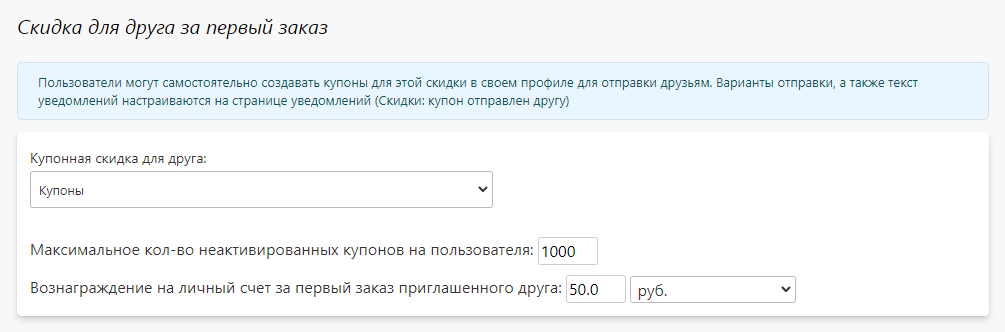 Скидка для друга за первый заказ
Пользователи могут самостоятельно создавать купоны для этой скидки в своем профиле для отправки друзьям. Варианты отправки, а также текст
уведомлений настраиваются на странице уведомлений (Скидки: купон отправлен другу)
Купонная скидка для друга:
Купоны
Максимальное кол-во неактивированных купонов на пользователя: 1000
Вознаграждение на личный счет за первый заказ приглашенного друга: 50.0 руб.